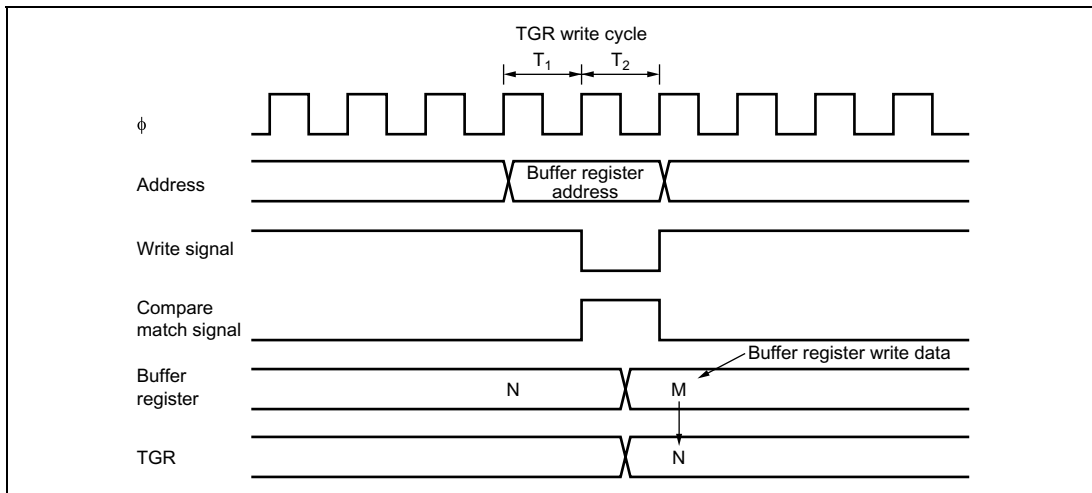 TGR write cycle
T1 T2
ϕ
Address
Buffer register
address
Write signal
Compare
match signal
Buffer register write data
Buffer
register
N M
TGR
N